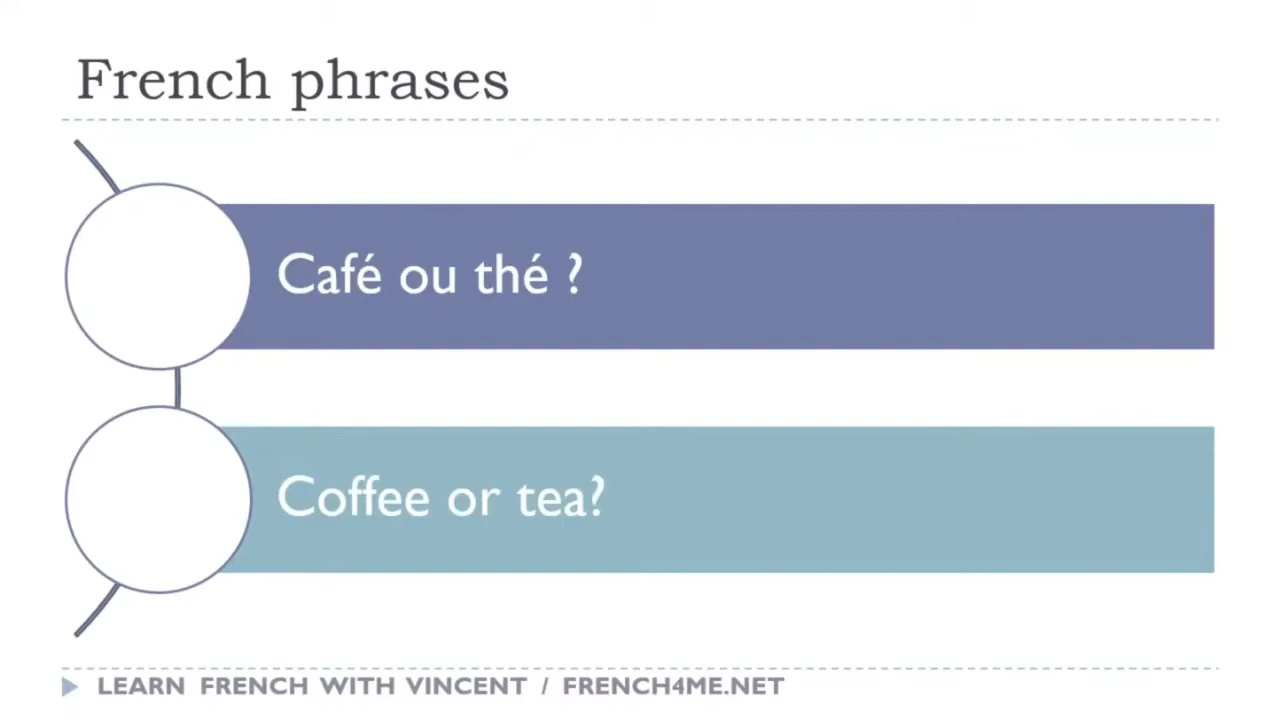 French phrases
Café ou thé ?
Coffee or tea?
LEARN FRENCH WITH VINCENT / FRENCH4ME.NET